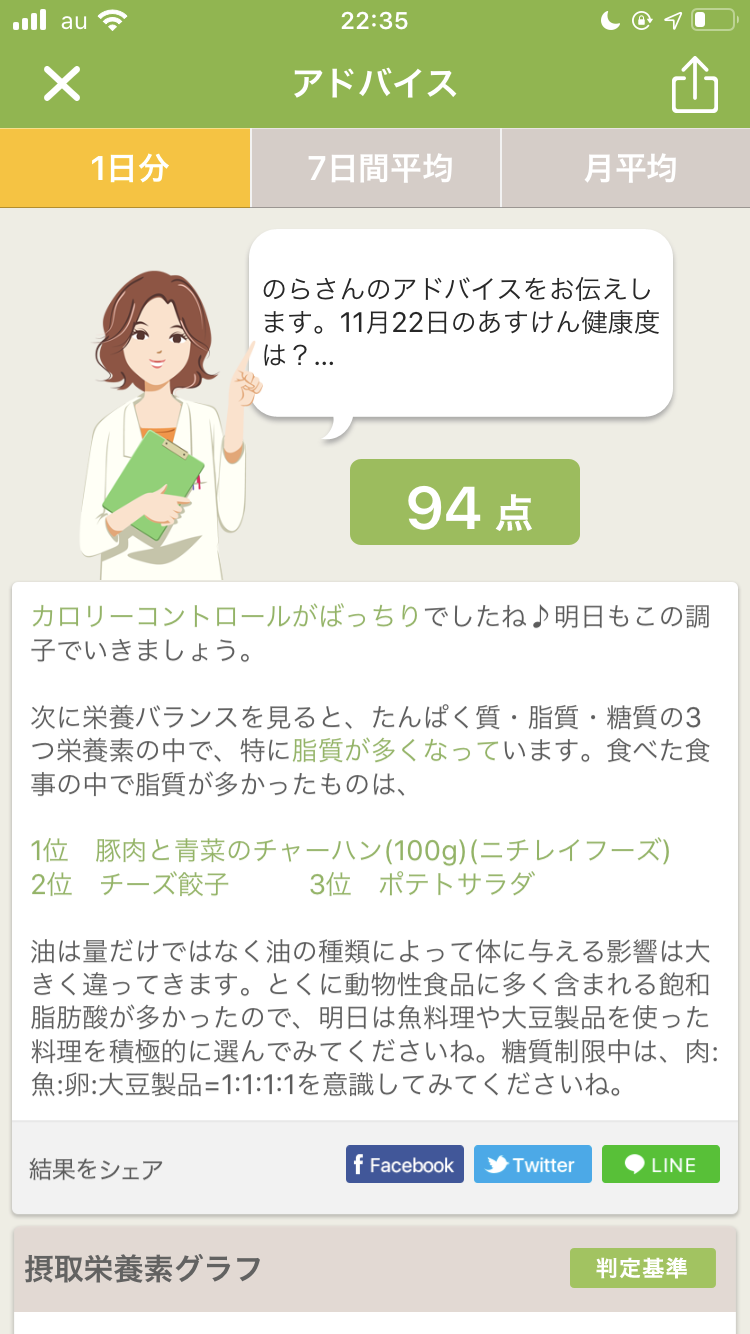 au
22:35
アドバイス
1日分
7日間平均
月平均
のらさんのアドバイスをお伝えし
ます。11月22日のあすけん健康度
は？...
94 点
カロリーコントロールがばっちりでしたね♪明日もこの調
子でいきましょう。
次に栄養バランスを見ると、たんぱく質・脂質・糖質の3
つ栄養素の中で、特に脂質が多くなっています。食べた食
事の中で脂質が多かったものは、
1位　豚肉と青菜のチャーハン(100g)(ニチレイフーズ)
2位　チーズ餃子　　　3位　ポテトサラダ
油は量だけではなく油の種類によって体に与える影響は大
きく違ってきます。とくに動物性食品に多く含まれる飽和
脂肪酸が多かったので、明日は魚料理や大豆製品を使った
料理を積極的に選んでみてくださいね。糖質制限中は、肉:
魚:卵:大豆製品=1:1:1:1を意識してみてくださいね。
結果をシェア
Facebook
Twitter
LINE
摂取栄養素グラフ
判定基準